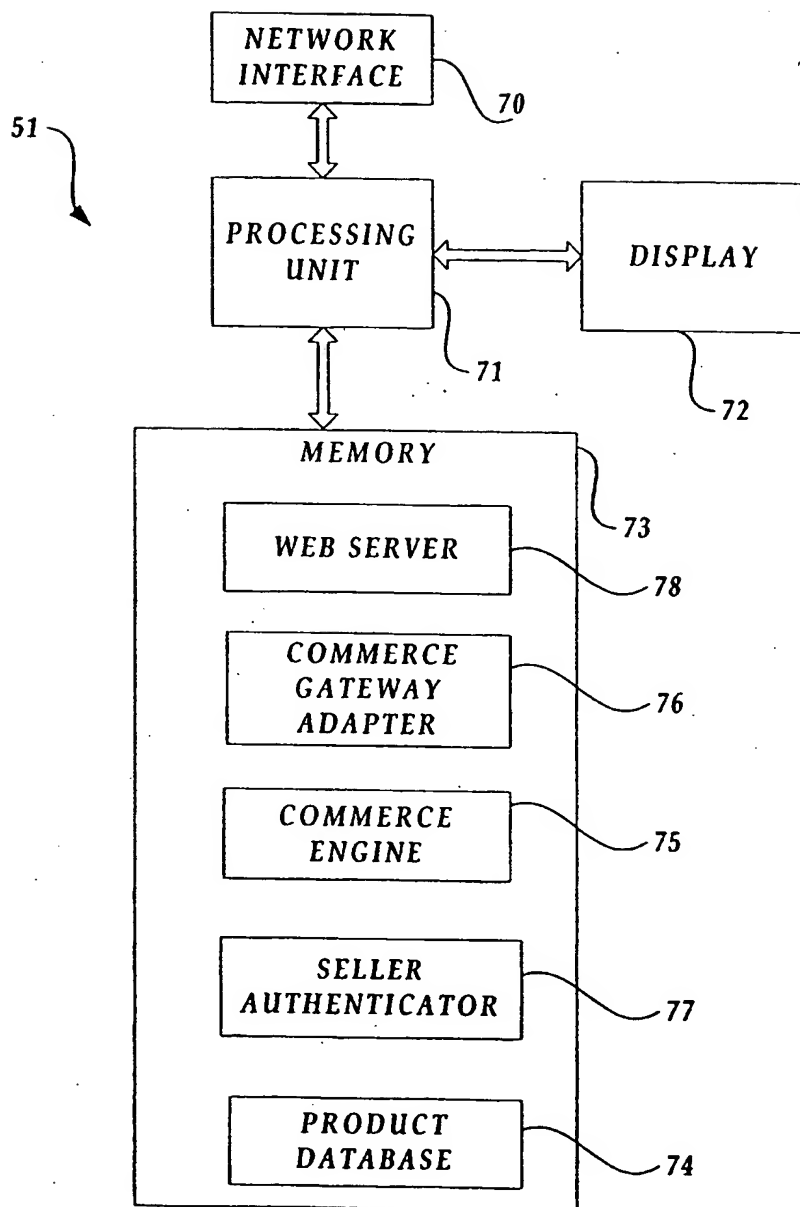 NETWORK
INTERFACE
70
51
PROCESSING
UNIT
71
DISPLAY
72
MEMORY
73
WEB SERVER
78
COMMERCE
GATEWAY
ADAPTER
76
COMMERCE
ENGINE
75
SELLER
AUTHENTICATOR
77
PRODUCT
DATABASE
74